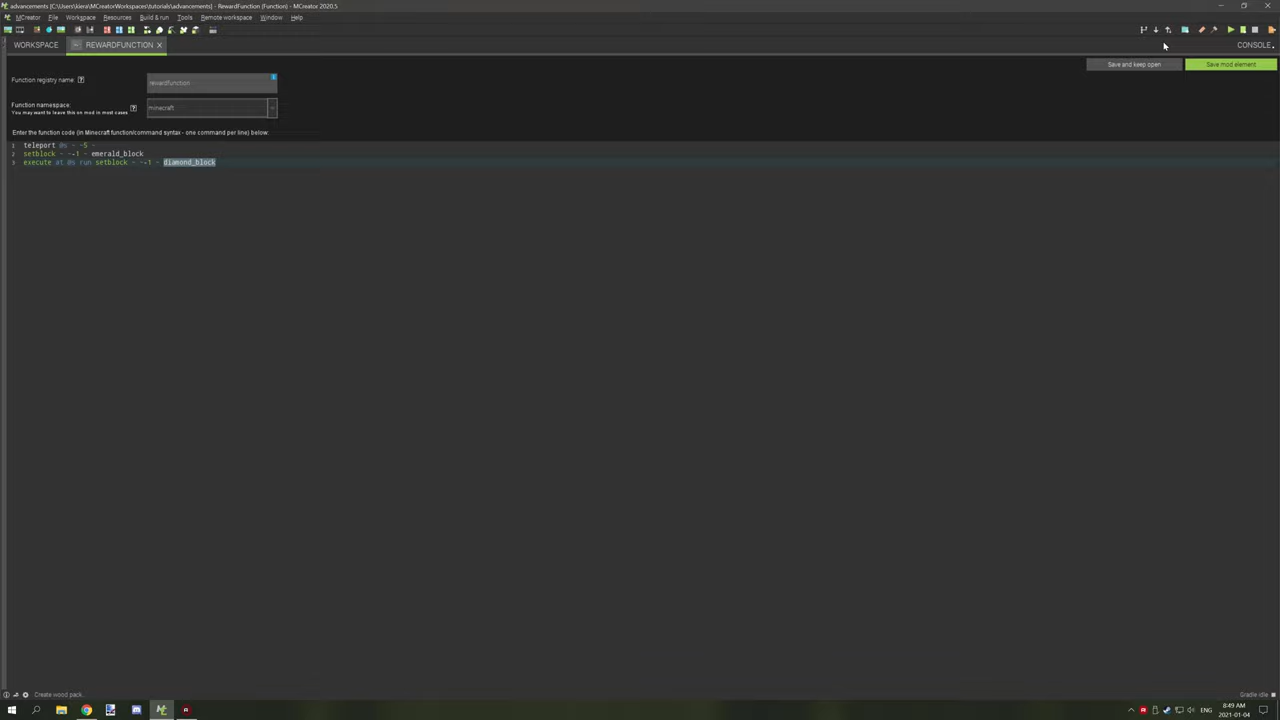 advancements [C:\Users\kiera\MCreatorWorkspaces\tutorials\advancements] - RewardFunction (Function) - MCreator 2020.5
MCreator File Workspace Resources Build & run Tools Remote workspace Window Help
WORKSPACE REWARDFUNCTION CONSOLE
Save and keep open Save mod element
Function registry name: rewardfunction
Function namespace: minecraft
You may want to leave this on mod in most cases
Enter the function code (in Minecraft function/command syntax - one command per line) below:
1 teleport @s ~ ~5 ~
2 setblock ~ ~-1 ~ emerald_block
3 execute at @s run setblock ~ ~-1 ~ diamond_block
Create wood pack. Gradle idle
8:49 AM
ENG
2021-01-04